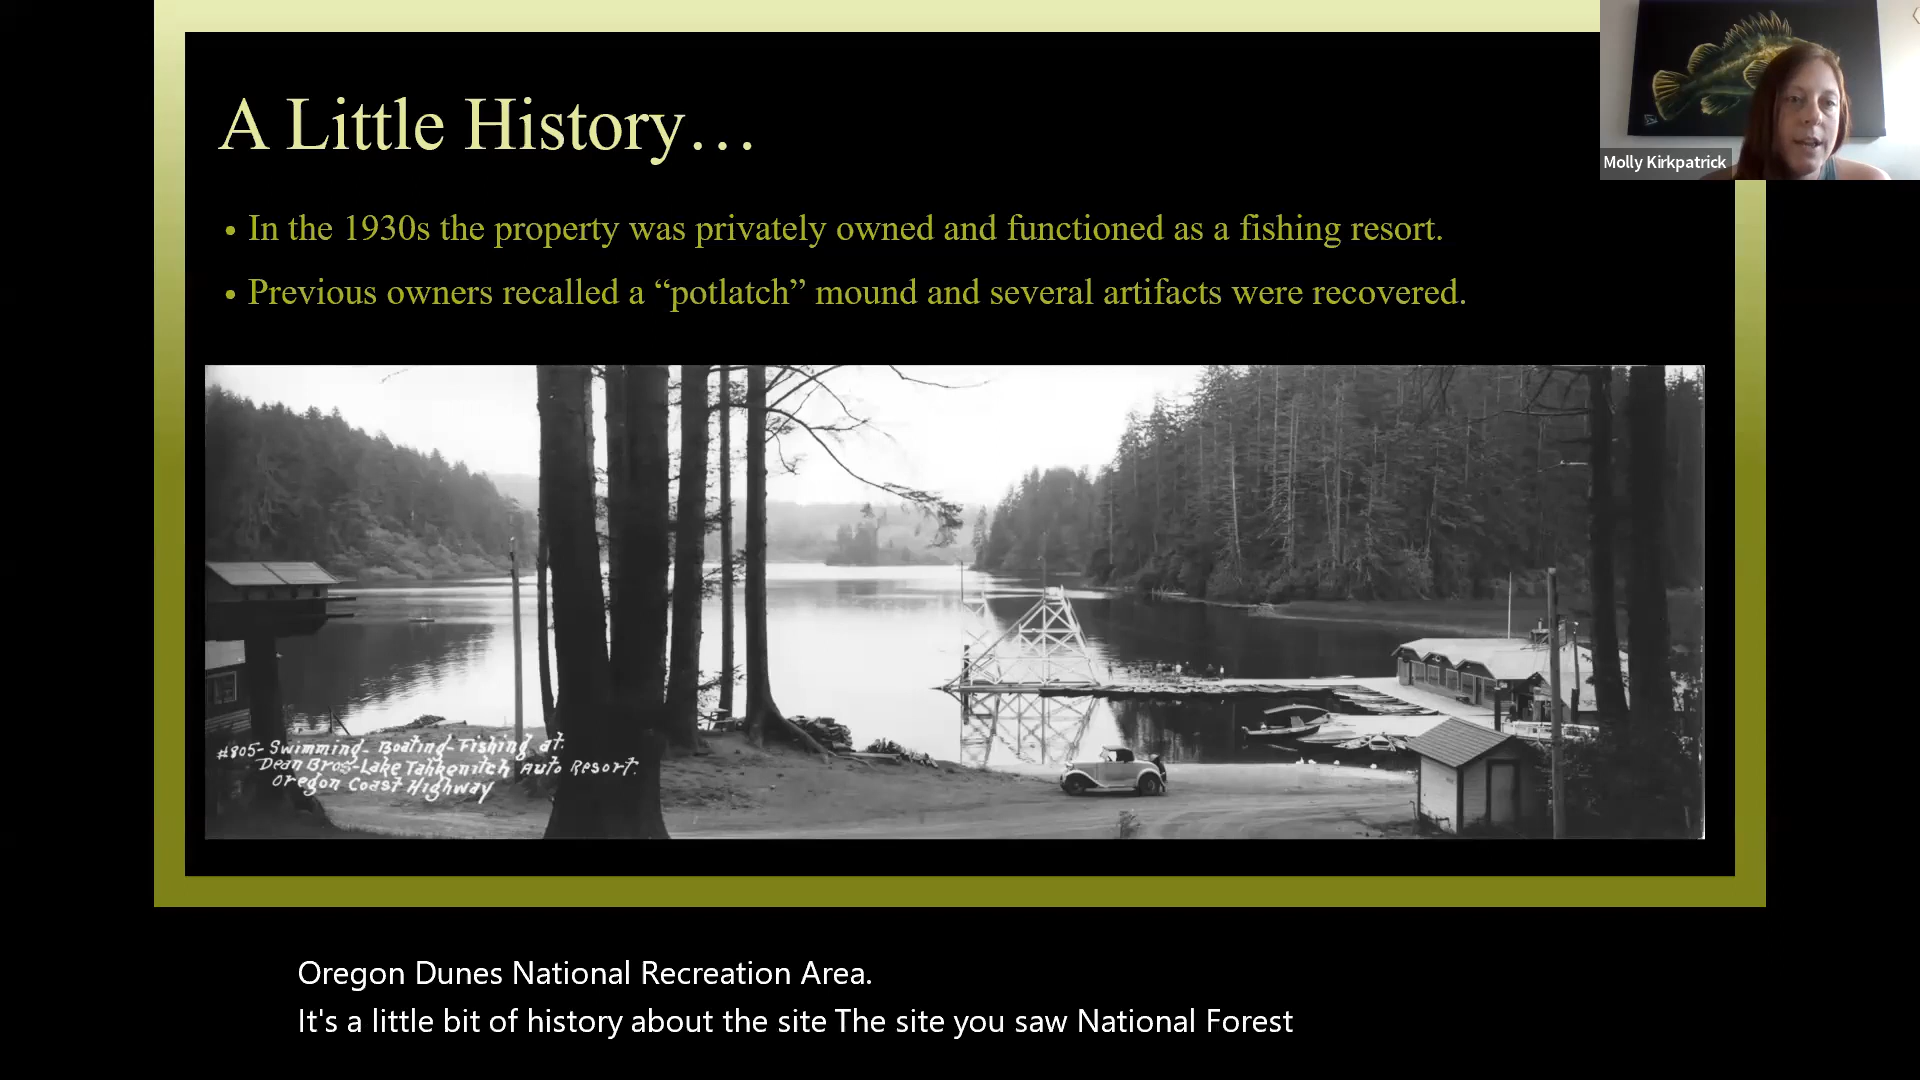 A Little History…
Molly Kirkpatrick
• In the 1930s the property was privately owned and functioned as a fishing resort.
• Previous owners recalled a “potlatch” mound and several artifacts were recovered.
#805- Swimming- Boating- Fishing at
Dean Bros-Lake Tahkenitch Auto Resort.
Oregon Coast Highway
Oregon Dunes National Recreation Area.
It's a little bit of history about the site The site you saw National Forest